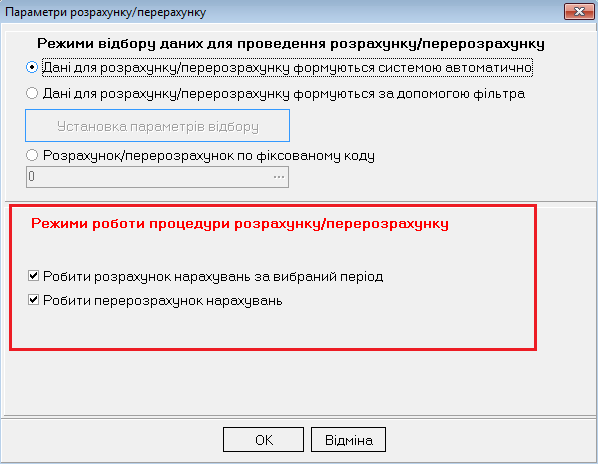 Параметри розрахунку/перерахунку
Режими відбору даних для проведення розрахунку/перерозрахунку
Дані для розрахунку/перерозрахунку формуються системою автоматично
Дані для розрахунку/перерозрахунку формуються за допомогою фільтра
Установка параметрів відбору
Розрахунок/перерозрахунок по фіксованому коду
0 ...
Режими роботи процедури розрахунку/перерозрахунку
Робити розрахунок нарахувань за вибраний період
Робити перерозрахунок нарахувань
OK Відміна